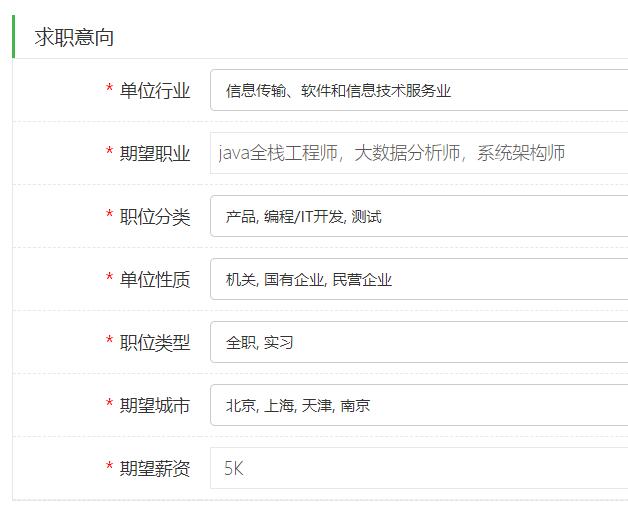 求职意向
* 单位行业 信息传输、软件和信息技术服务业
* 期望职业 java全栈工程师，大数据分析师，系统架构师
* 职位分类 产品, 编程/IT开发, 测试
* 单位性质 机关, 国有企业, 民营企业
* 职位类型 全职, 实习
* 期望城市 北京, 上海, 天津, 南京
* 期望薪资 5K